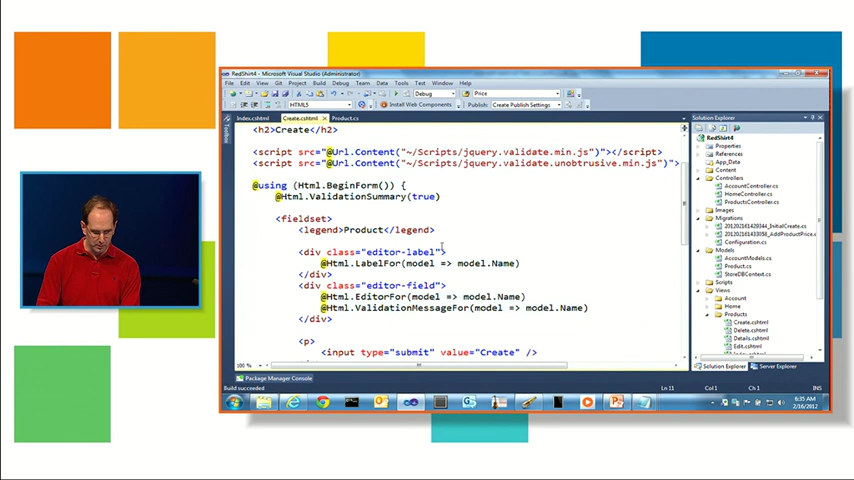 RedShirt4 - Microsoft Visual Studio (Administrator)
File Edit View Git Project Build Debug Team Data Tools Test Window Help
Debug Price
HTML5 Install Web Components Publish: Create Publish Settings
Index.cshtml Create.cshtml Product.cs
Toolbox
<h2>Create</h2>
<script src="@Url.Content("~/Scripts/jquery.validate.min.js")"></script>
<script src="@Url.Content("~/Scripts/jquery.validate.unobtrusive.min.js")">
@using (Html.BeginForm()) {
@Html.ValidationSummary(true)
<fieldset>
<legend>Product</legend>
<div class="editor-label">
@Html.LabelFor(model => model.Name)
</div>
<div class="editor-field">
@Html.EditorFor(model => model.Name)
@Html.ValidationMessageFor(model => model.Name)
</div>
<p>
<input type="submit" value="Create" />
100 %
Solution Explorer
RedShirt4
Properties
References
App_Data
Content
Controllers
AccountController.cs
HomeController.cs
ProductsController.cs
Images
Migrations
Configuration.cs
Models
AccountModels.cs
Product.cs
StoreDBContext.cs
Scripts
Views
Account
Home
Products
Create.cshtml
Delete.cshtml
Details.cshtml
Edit.cshtml
Solution Explorer Server Explorer
Package Manager Console
Build succeeded Ln 11 Col 1 Ch 1 INS
6:35 AM
2/16/2012